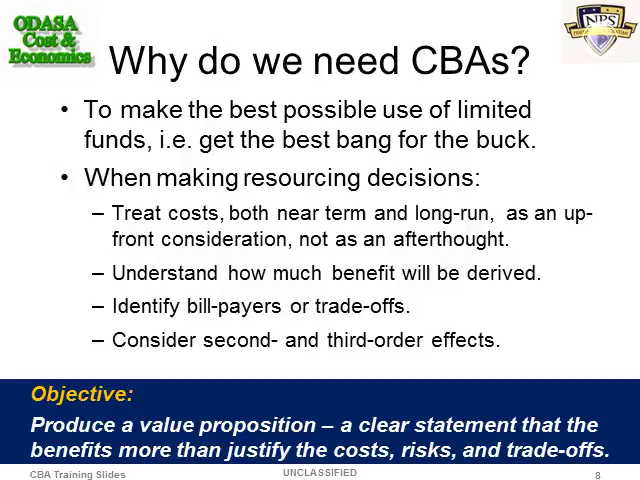 ODASA
Cost &
Economics
NPS
Why do we need CBAs?
• To make the best possible use of limited
funds, i.e. get the best bang for the buck.
• When making resourcing decisions:
– Treat costs, both near term and long-run, as an up-
front consideration, not as an afterthought.
– Understand how much benefit will be derived.
– Identify bill-payers or trade-offs.
– Consider second- and third-order effects.
Objective:
Produce a value proposition – a clear statement that the
benefits more than justify the costs, risks, and trade-offs.
CBA Training Slides
UNCLASSIFIED
8